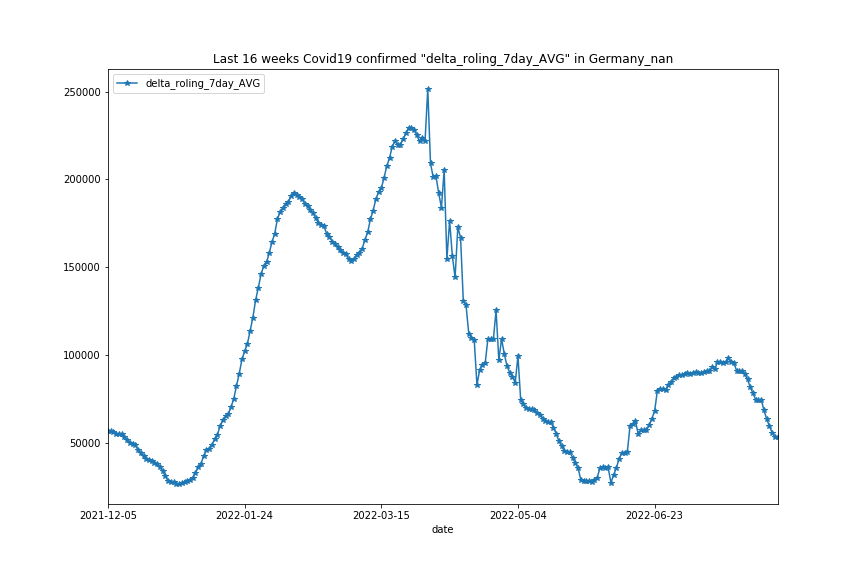 Last 16 weeks Covid19 confirmed "delta_roling_7day_AVG" in Germany_nan
delta_roling_7day_AVG
250000
200000
150000
100000
50000
2021-12-05 2022-01-24 2022-03-15 2022-05-04 2022-06-23
date